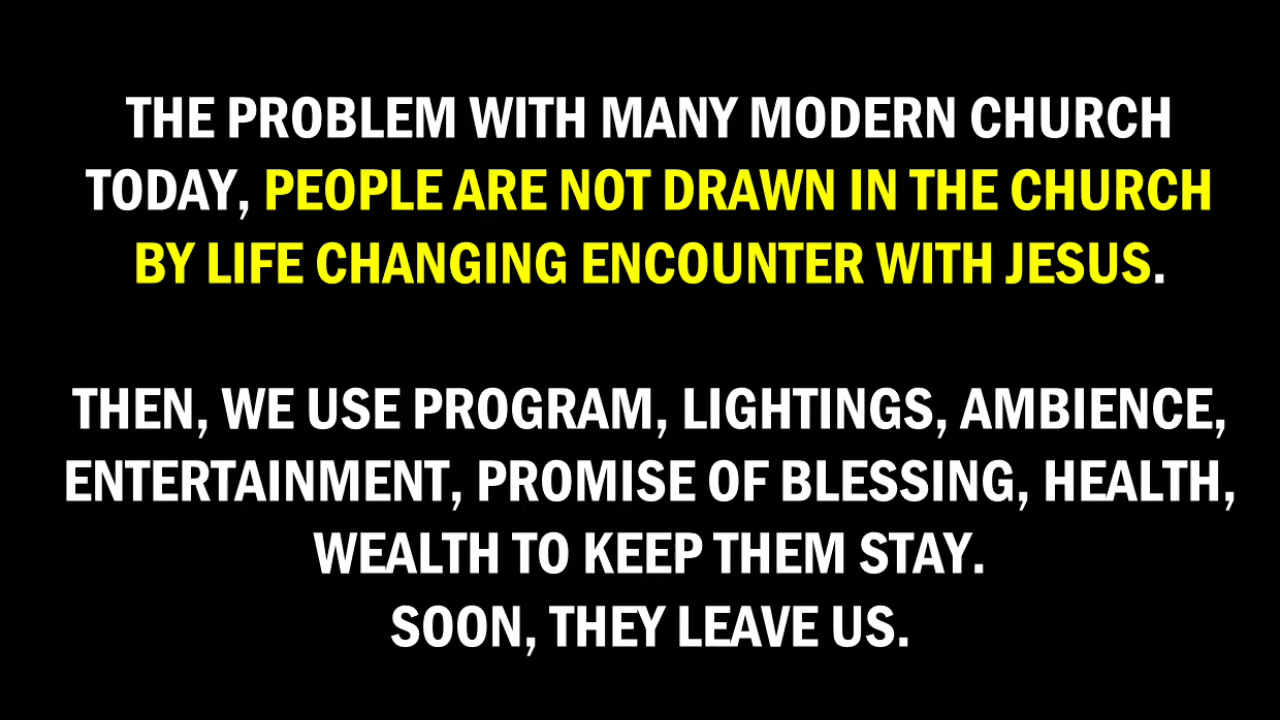 THE PROBLEM WITH MANY MODERN CHURCH
TODAY, PEOPLE ARE NOT DRAWN IN THE CHURCH
BY LIFE CHANGING ENCOUNTER WITH JESUS.
THEN, WE USE PROGRAM, LIGHTINGS, AMBIENCE,
ENTERTAINMENT, PROMISE OF BLESSING, HEALTH,
WEALTH TO KEEP THEM STAY.
SOON, THEY LEAVE US.